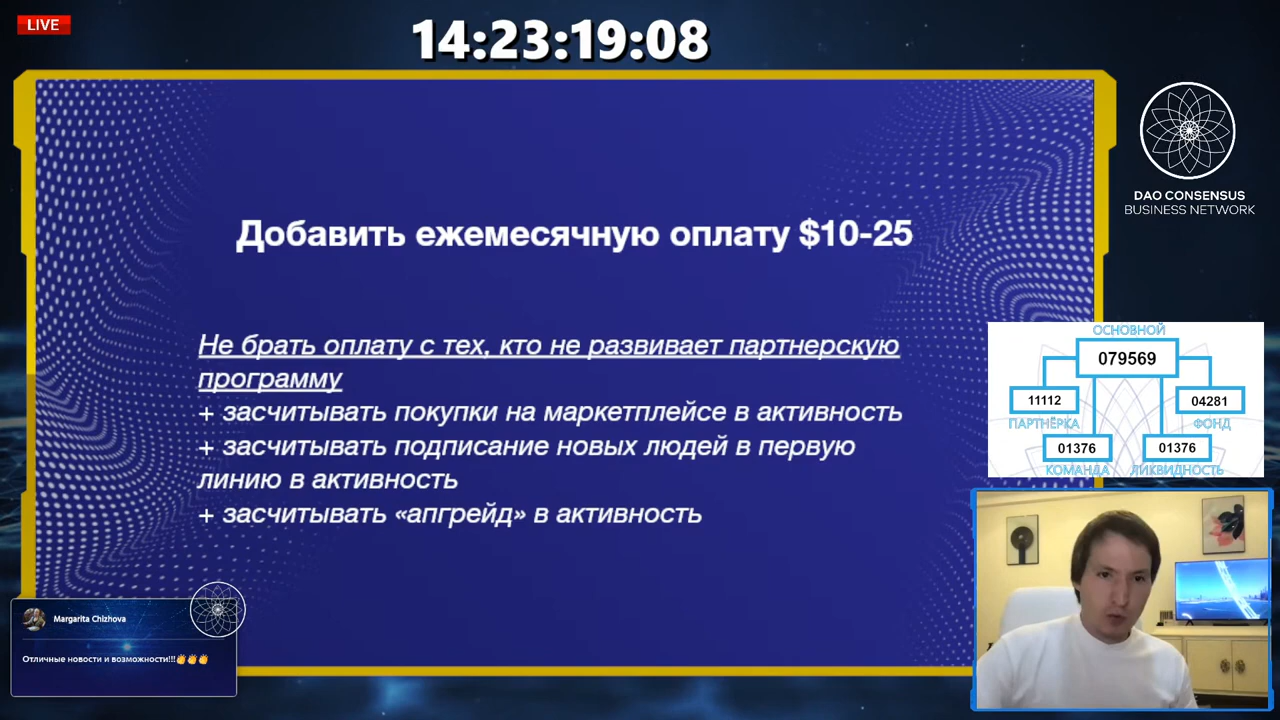 LIVE
14:23:19:08
DAO CONSENSUS
BUSINESS NETWORK
Добавить ежемесячную оплату $10-25
Не брать оплату с тех, кто не развивает партнерскую
программу
+ засчитывать покупки на маркетплейсе в активность
+ засчитывать подписание новых людей в первую
линию в активность
+ засчитывать «апгрейд» в активность
ОСНОВНОЙ
079569
11112
04281
ПАРТНЁРКА
ФОНД
01376
01376
КОМАНДА
ЛИКВИДНОСТЬ
Margarita Chizhova
Отличные новости и возможности!!!👏👏👏